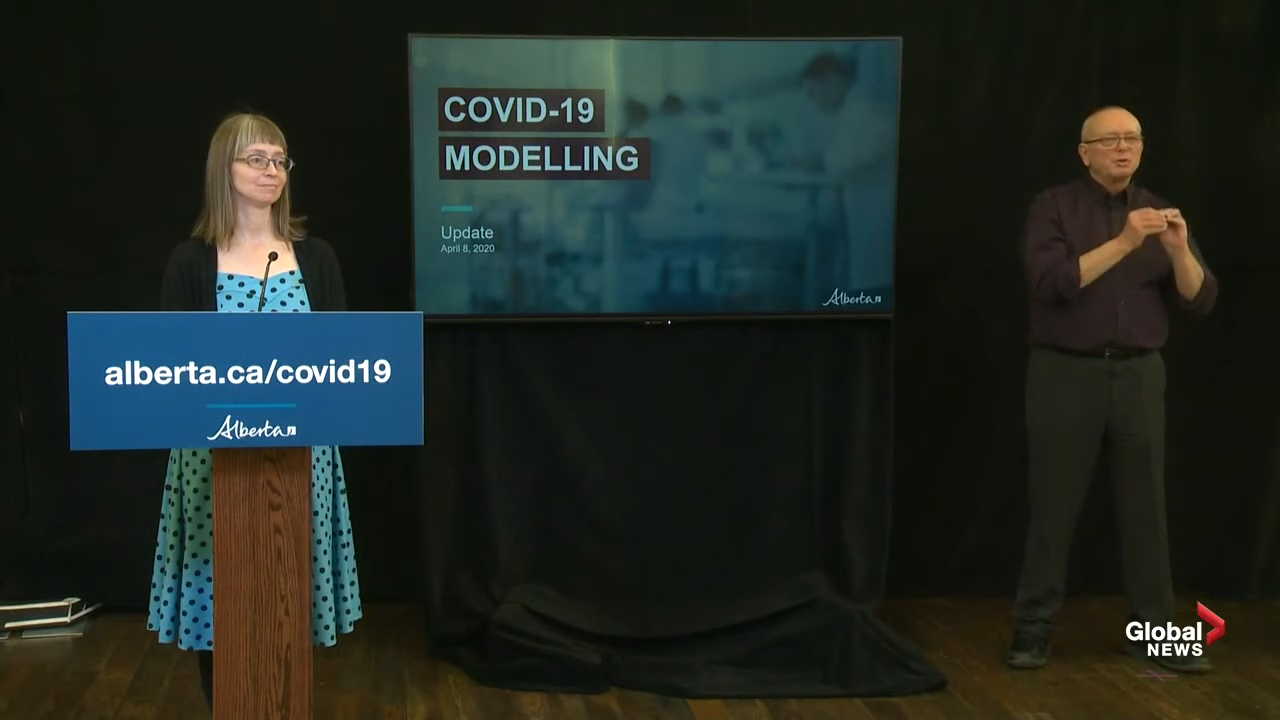 COVID-19
MODELLING
Update
April 8, 2020
Alberta
alberta.ca/covid19
Alberta
Global
NEWS